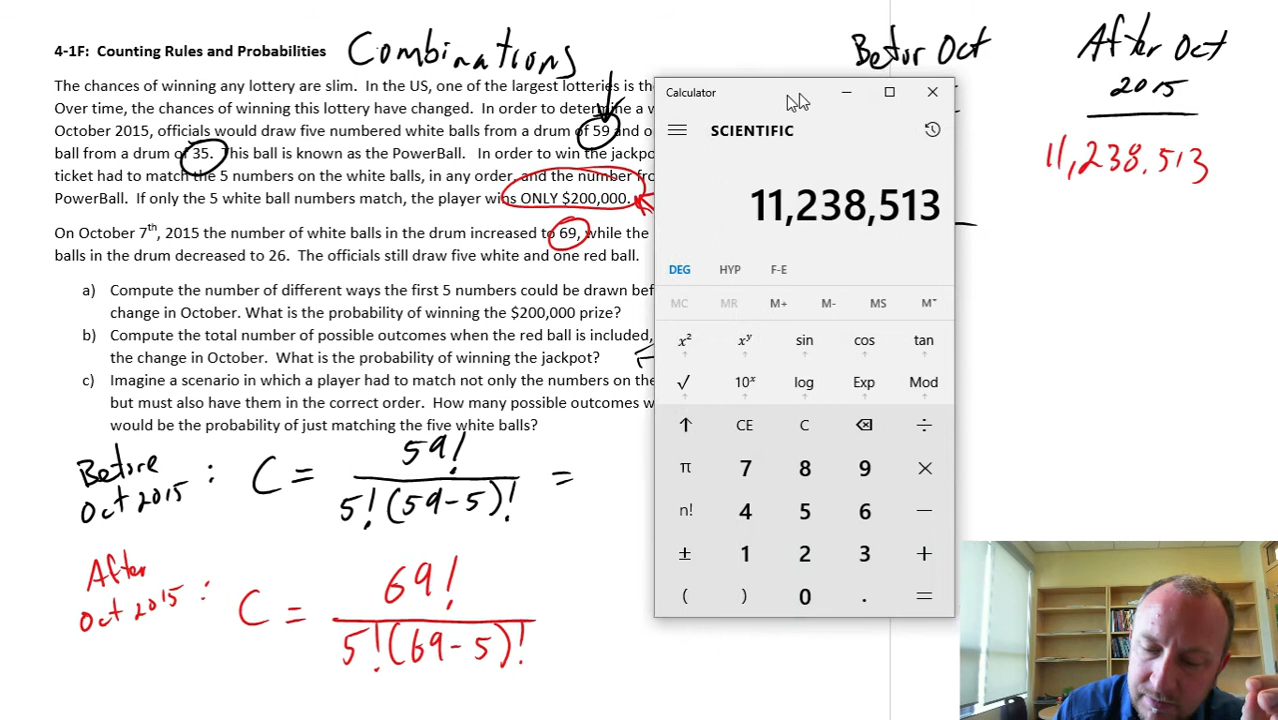 4-1F: Counting Rules and Probabilities
Combinations
Befor Oct
After Oct
2015
11,238,513
The chances of winning any lottery are slim. In the US, one of the largest lotteries is the
Over time, the chances of winning this lottery have changed. In order to determine a w
October 2015, officials would draw five numbered white balls from a drum of 59 and o
ball from a drum of 35. This ball is known as the PowerBall. In order to win the jackpo
ticket had to match the 5 numbers on the white balls, in any order, and the number fro
PowerBall. If only the 5 white ball numbers match, the player wins ONLY $200,000.
On October 7th, 2015 the number of white balls in the drum increased to 69, while the
balls in the drum decreased to 26. The officials still draw five white and one red ball.
a) Compute the number of different ways the first 5 numbers could be drawn bef
change in October. What is the probability of winning the $200,000 prize?
b) Compute the total number of possible outcomes when the red ball is included,
the change in October. What is the probability of winning the jackpot?
c) Imagine a scenario in which a player had to match not only the numbers on the
but must also have them in the correct order. How many possible outcomes w
would be the probability of just matching the five white balls?
Before
Oct 2015 : C = 59! / 5!(59-5)! =
After
Oct 2015 : C = 69! / 5!(69-5)!
Calculator
SCIENTIFIC
11,238,513
DEG HYP F-E
MC MR M+ M- MS M˅
x² xʸ sin cos tan
√ 10ˣ log Exp Mod
↑ CE C ⌫ ÷
π 7 8 9 ×
n! 4 5 6 −
± 1 2 3 +
( ) 0 . =